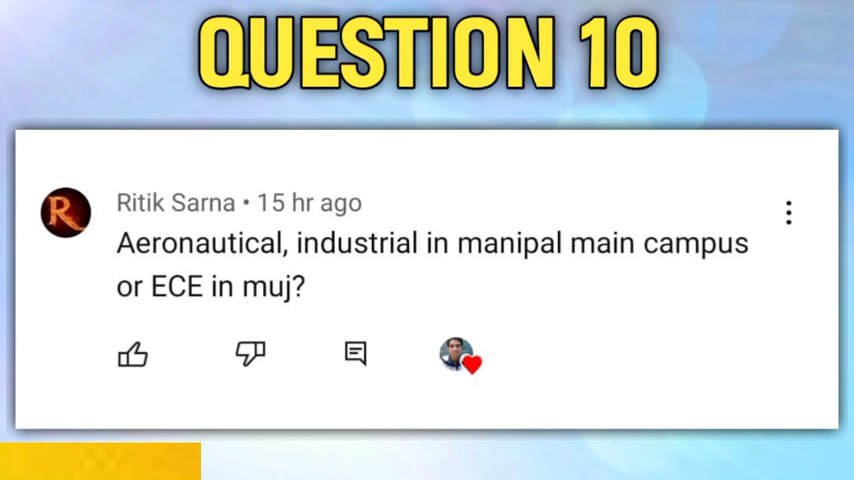 QUESTION 10
Ritik Sarna • 15 hr ago
Aeronautical, industrial in manipal main campus
or ECE in muj?